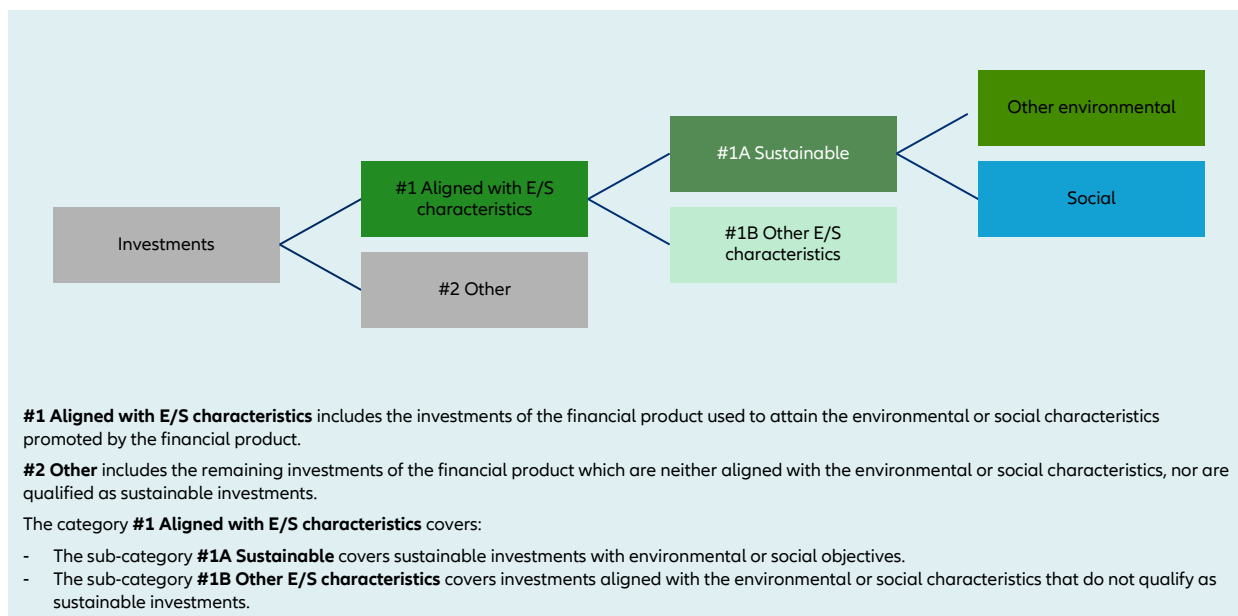 Other environmental
#1A Sustainable
#1 Aligned with E/S
characteristics
Social
Investments
#1B Other E/S
characteristics
#2 Other
#1 Aligned with E/S characteristics includes the investments of the financial product used to attain the environmental or social characteristics
promoted by the financial product.
#2 Other includes the remaining investments of the financial product which are neither aligned with the environmental or social characteristics, nor are
qualified as sustainable investments.
The category #1 Aligned with E/S characteristics covers:
- The sub-category #1A Sustainable covers sustainable investments with environmental or social objectives.
- The sub-category #1B Other E/S characteristics covers investments aligned with the environmental or social characteristics that do not qualify as
sustainable investments.